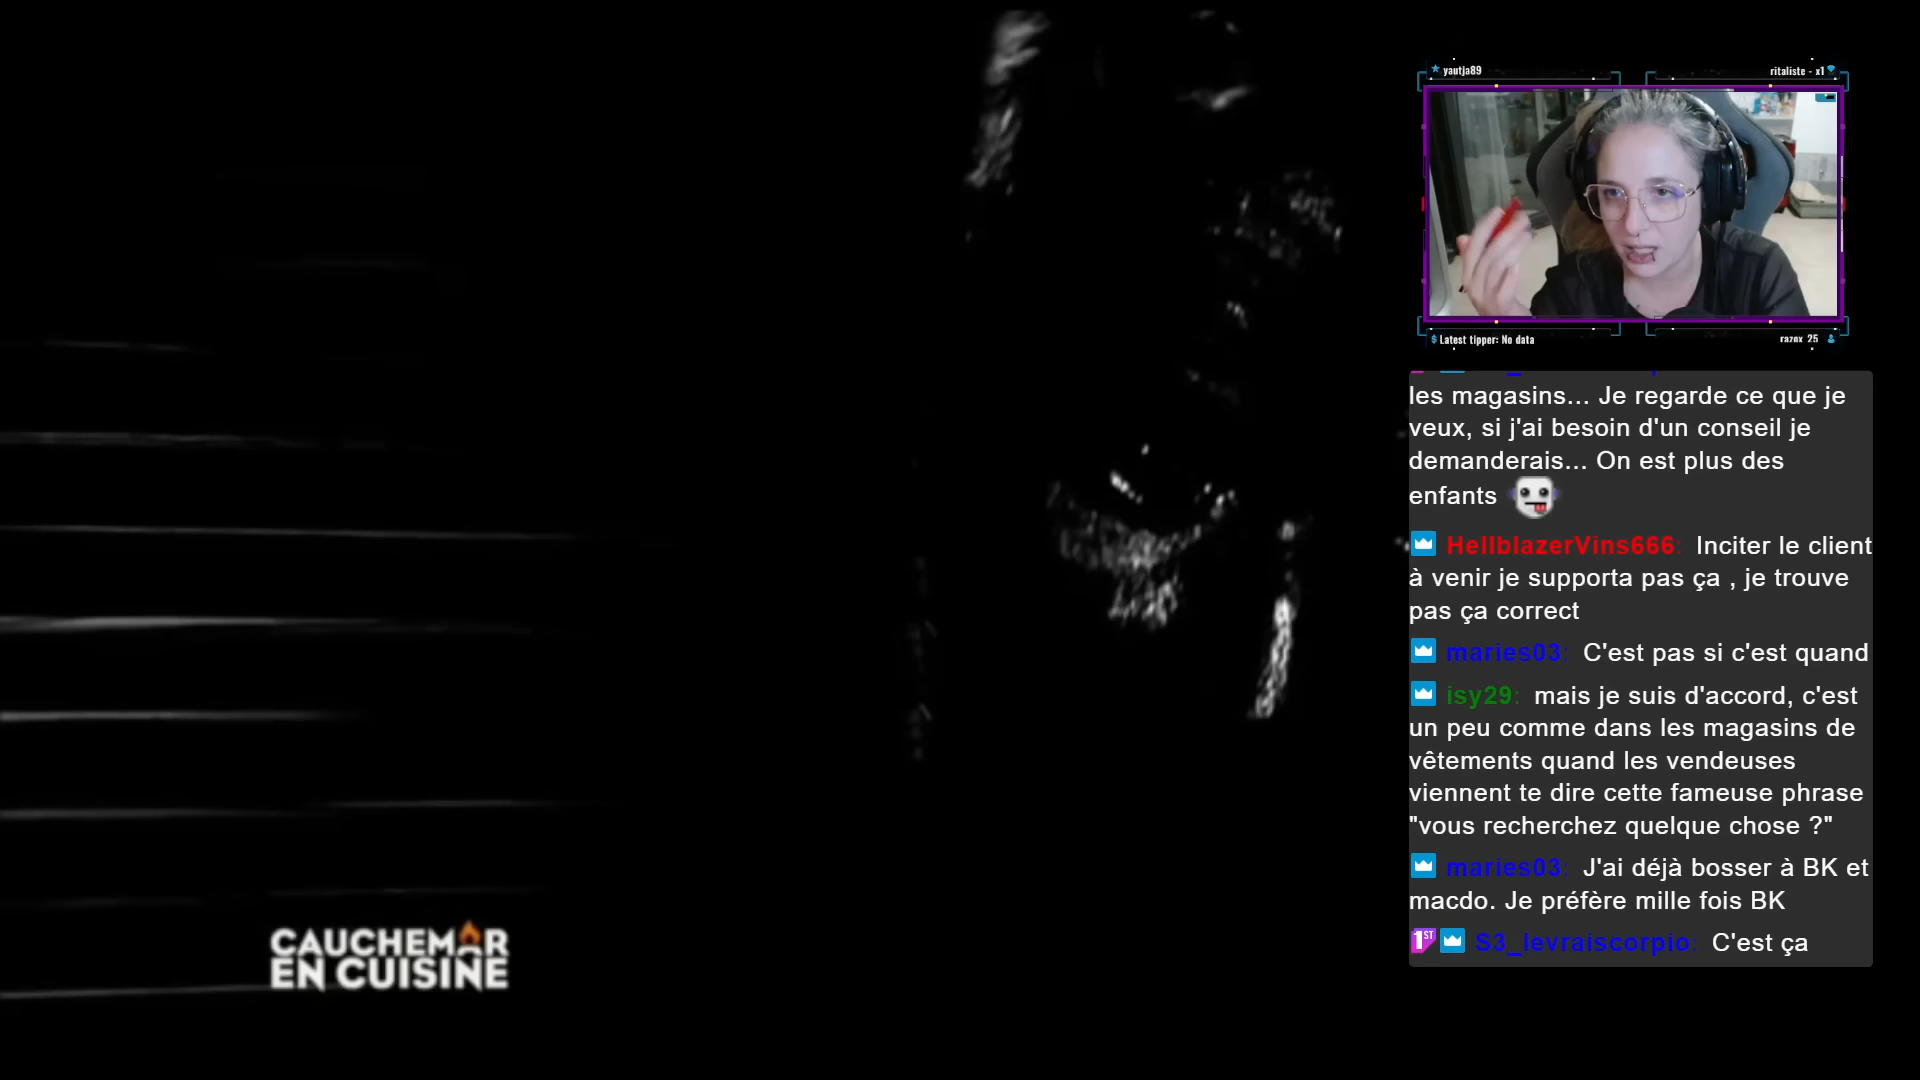 yautja89
ritaliste - x1
Latest tipper: No data
razox_25
les magasins... Je regarde ce que je
veux, si j'ai besoin d'un conseil je
demanderais... On est plus des
enfants
HellblazerVins666: Inciter le client
à venir je supporta pas ça , je trouve
pas ça correct
maries03: C'est pas si c'est quand
isy29: mais je suis d'accord, c'est
un peu comme dans les magasins de
vêtements quand les vendeuses
viennent te dire cette fameuse phrase
"vous recherchez quelque chose ?"
maries03: J'ai déjà bosser à BK et
macdo. Je préfère mille fois BK
1ST S3_levraiscorpio: C'est ça
CAUCHEMAR
EN CUISINE